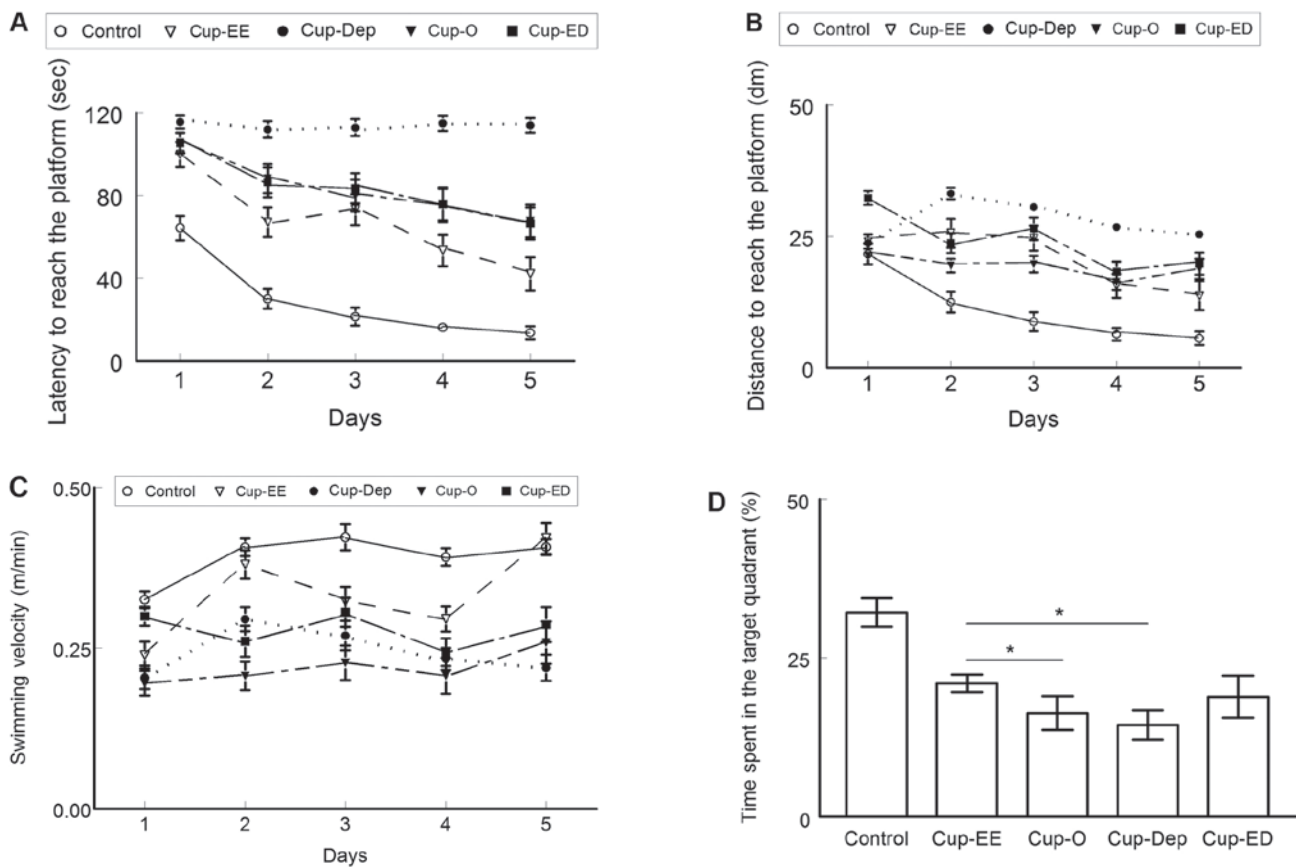 A
Control Cup-EE Cup-Dep Cup-O Cup-ED
Latency to reach the platform (sec)
120
80
40
0
1 2 3 4 5
Days
B
Control Cup-EE Cup-Dep Cup-O Cup-ED
Distance to reach the platform (dm)
50
25
0
1 2 3 4 5
Days
C
Control Cup-EE Cup-Dep Cup-O Cup-ED
Swimming velocity (m/min)
0.50
0.25
0.00
1 2 3 4 5
Days
D
Time spent in the target quadrant (%)
50
25
0
*
*
Control Cup-EE Cup-O Cup-Dep Cup-ED